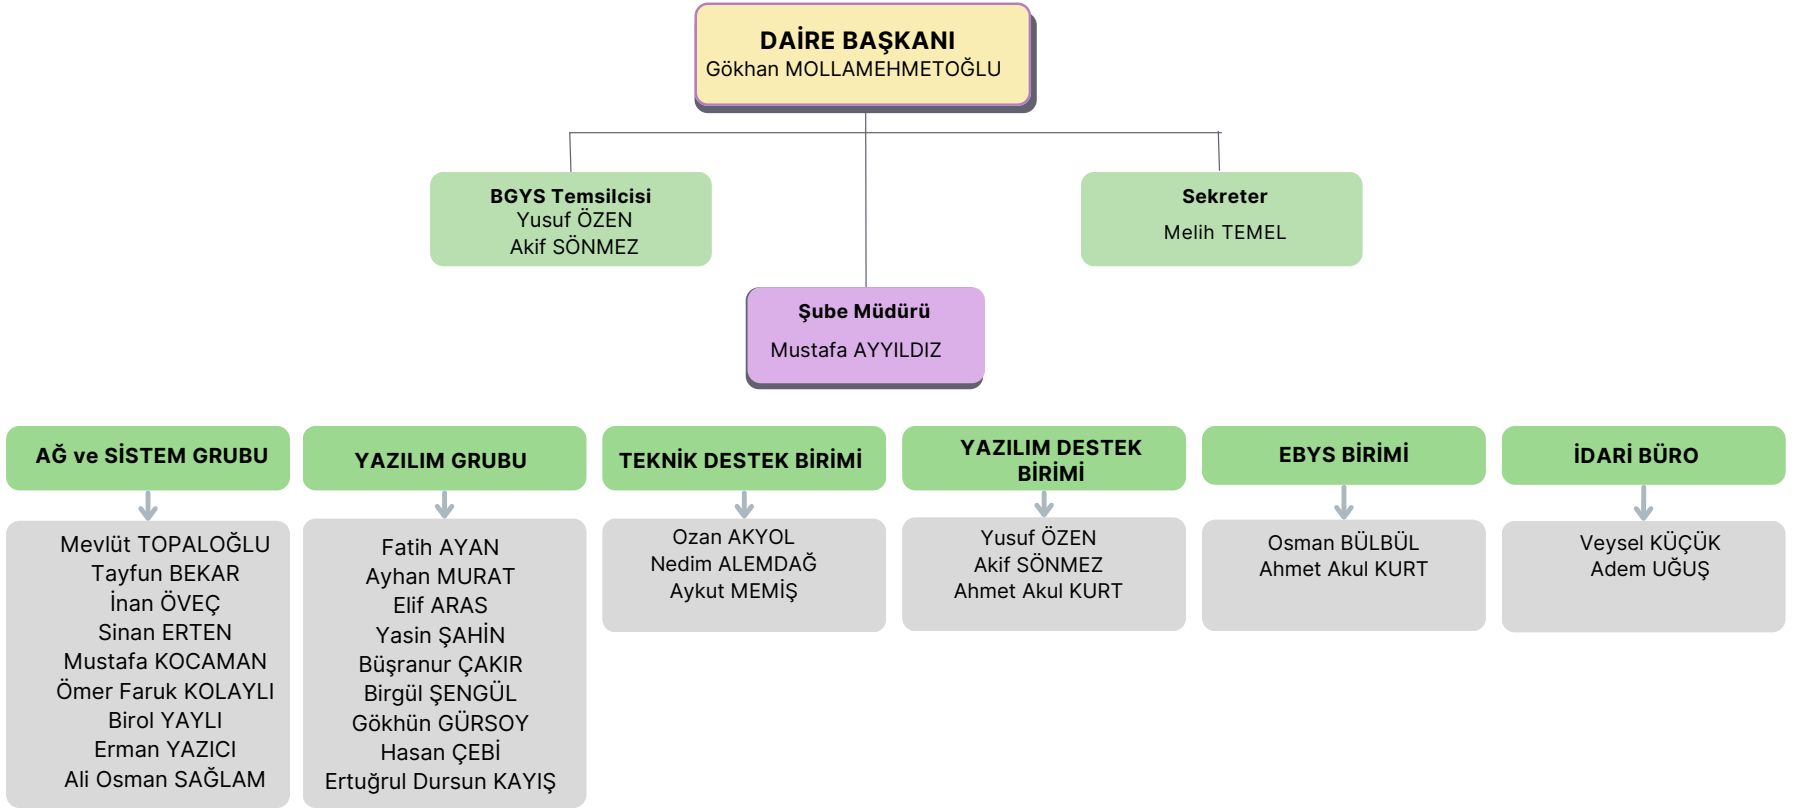 DAİRE BAŞKANI
Gökhan MOLLAMEHMETOĞLU
BGYS Temsilcisi
Yusuf ÖZEN
Akif SÖNMEZ
Sekreter
Melih TEMEL
Şube Müdürü
Mustafa AYYILDIZ
AĞ ve SİSTEM GRUBU
Mevlüt TOPALOĞLU
Tayfun BEKAR
İnan ÖVEÇ
Sinan ERTEN
Mustafa KOCAMAN
Ömer Faruk KOLAYLI
Birol YAYLI
Erman YAZICI
Ali Osman SAĞLAM
YAZILIM GRUBU
Fatih AYAN
Ayhan MURAT
Elif ARAS
Yasin ŞAHİN
Büşranur ÇAKIR
Birgül ŞENGÜL
Gökhün GÜRSOY
Hasan ÇEBİ
Ertuğrul Dursun KAYIŞ
TEKNİK DESTEK BİRİMİ
Ozan AKYOL
Nedim ALEMDAĞ
Aykut MEMİŞ
YAZILIM DESTEK
BİRİMİ
Yusuf ÖZEN
Akif SÖNMEZ
Ahmet Akul KURT
EBYS BİRİMİ
Osman BÜLBÜL
Ahmet Akul KURT
İDARİ BÜRO
Veysel KÜÇÜK
Adem UĞUŞ